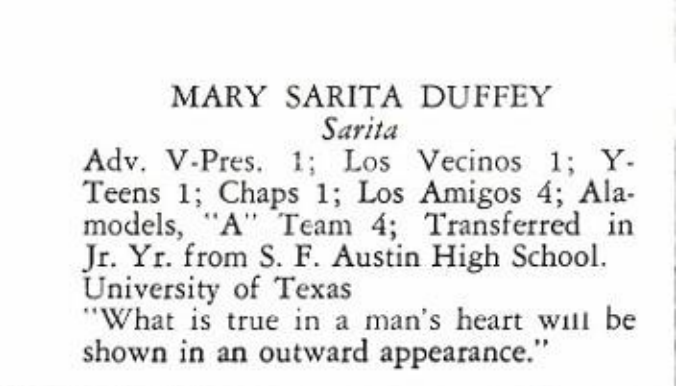 MARY SARITA DUFFEY
Sarita
Adv. V-Pres. 1; Los Vecinos 1; Y-
Teens 1; Chaps 1; Los Amigos 4; Ala-
models, "A" Team 4; Transferred in
Jr. Yr. from S. F. Austin High School.
University of Texas
"What is true in a man's heart will be
shown in an outward appearance."